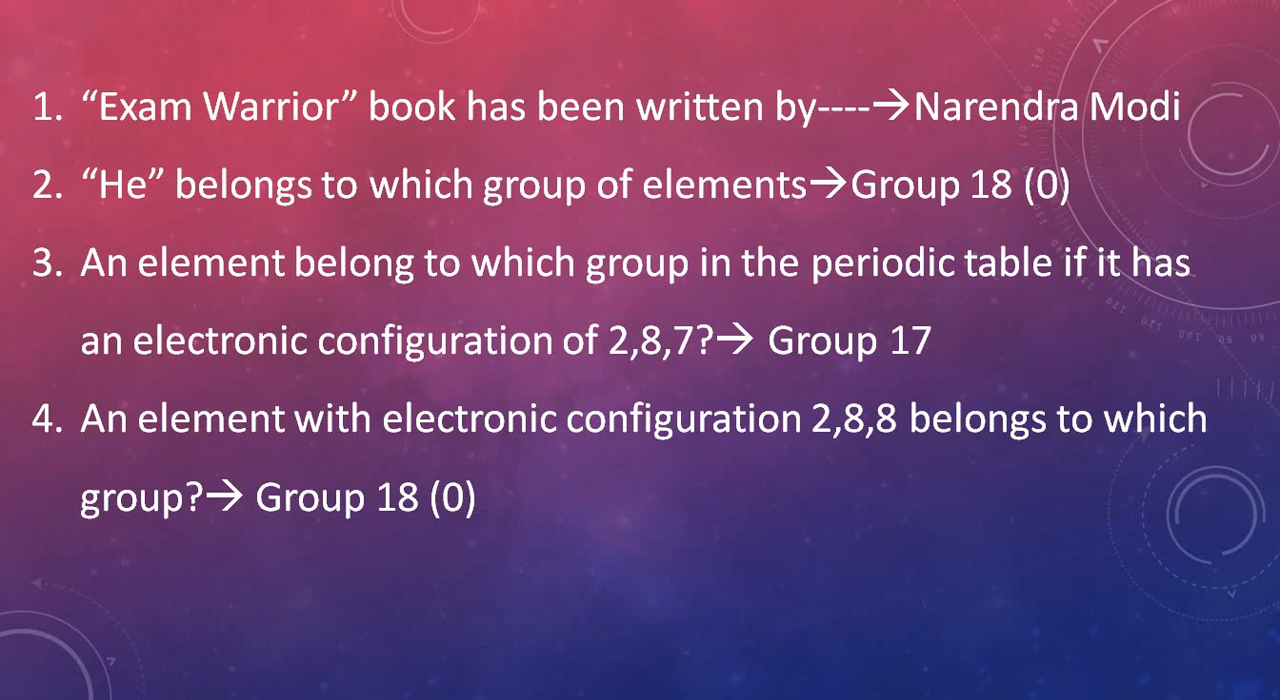 1. “Exam Warrior” book has been written by----→Narendra Modi
2. “He” belongs to which group of elements→Group 18 (0)
3. An element belong to which group in the periodic table if it has
an electronic configuration of 2,8,7?→ Group 17
4. An element with electronic configuration 2,8,8 belongs to which
group?→ Group 18 (0)